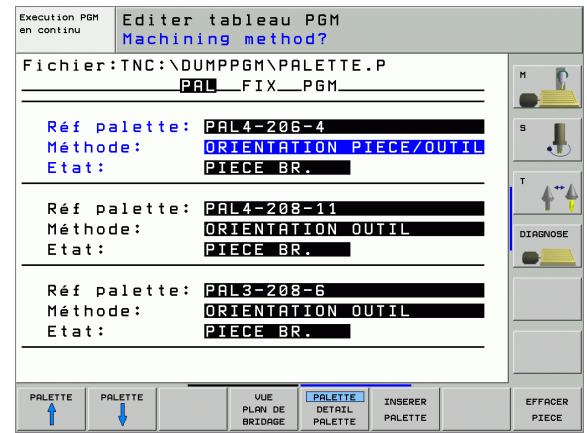 Execution PGM
en continu
Editer tableau PGM
Machining method?
Fichier:TNC:\DUMPPGM\PALETTE.P
PAL FIX PGM
Réf palette: PAL4-206-4
Méthode: ORIENTATION PIECE/OUTIL
Etat: PIECE BR.
Réf palette: PAL4-208-11
Méthode: ORIENTATION OUTIL
Etat: PIECE BR.
Réf palette: PAL3-208-6
Méthode: ORIENTATION OUTIL
Etat: PIECE BR.
M
S
T
DIAGNOSE
PALETTE
PALETTE
VUE
PLAN DE
BRIDAGE
PALETTE
DETAIL
PALETTE
INSERER
PALETTE
EFFACER
PIECE